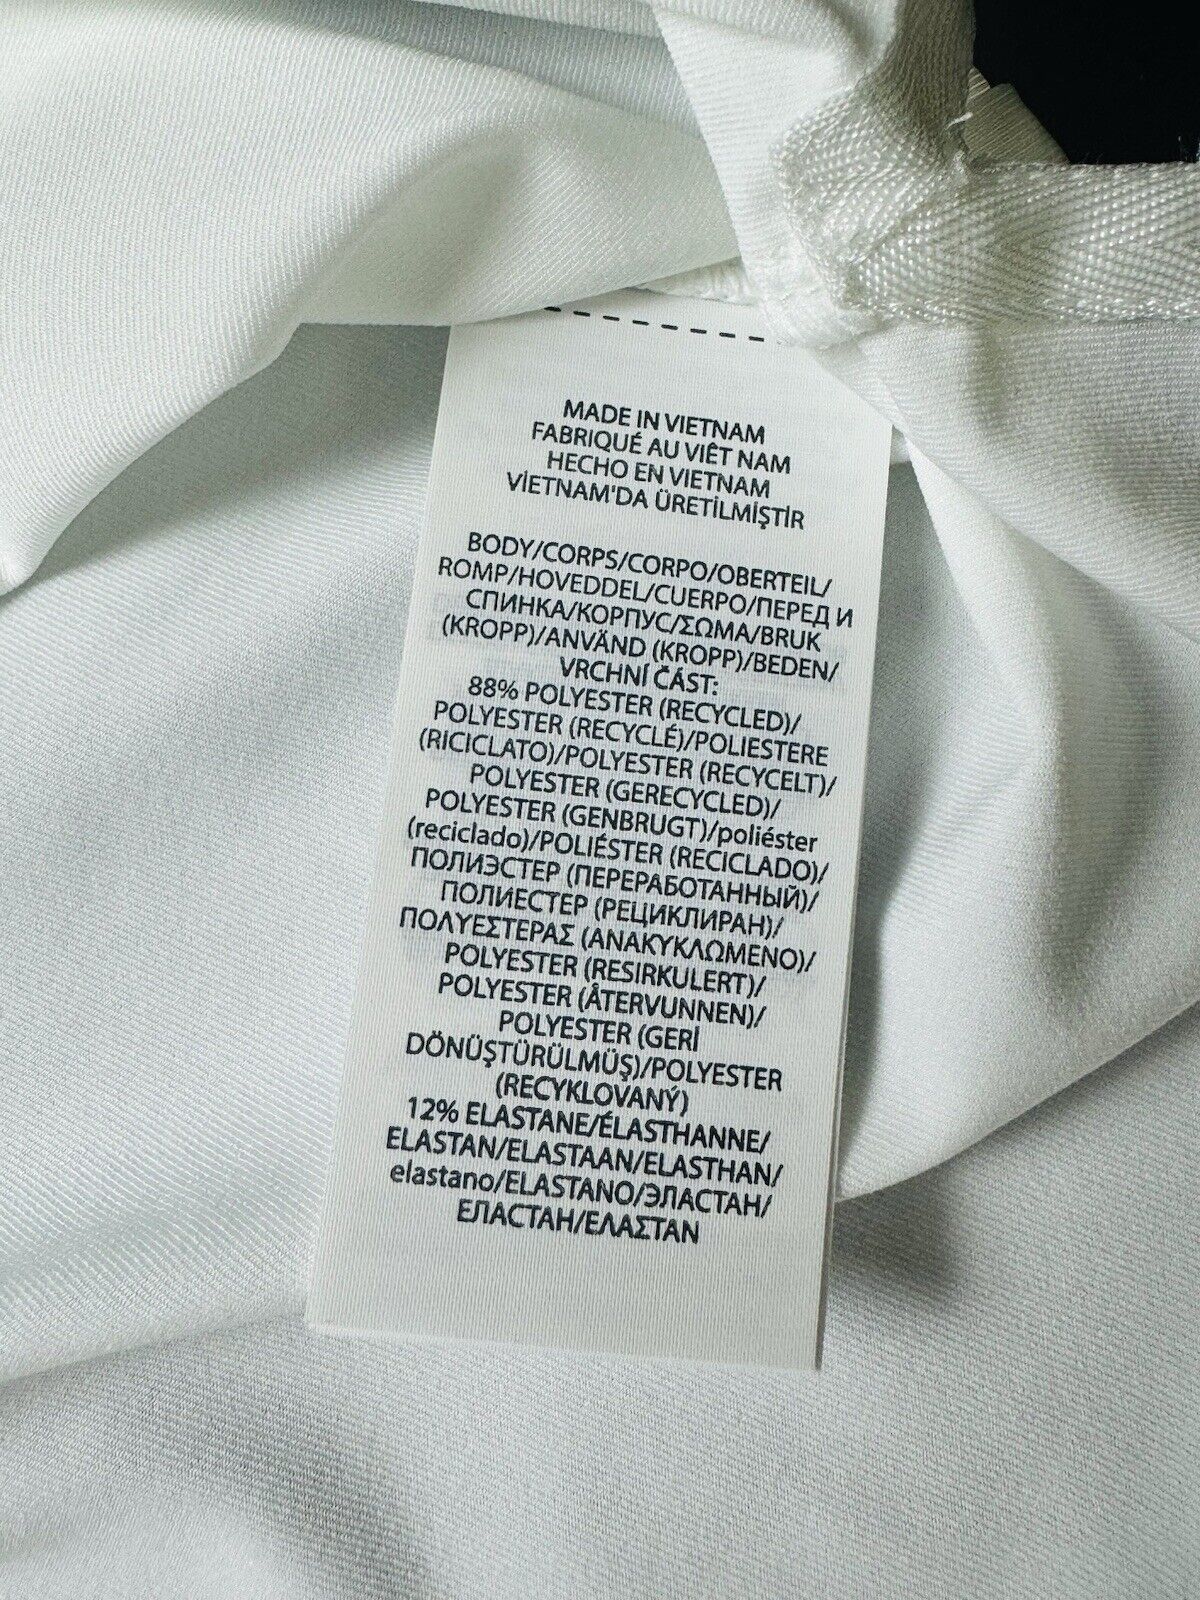 MADE IN VIETNAM
FABRIQUÉ AU VIÊT NAM
HECHO EN VIETNAM
VİETNAM'DA ÜRETİLMİŞTİR
BODY/CORPS/CORPO/OBERTEIL/
ROMP/HOVEDDEL/CUERPO/ПЕРЕД И
СПИНКА/КОРПУС/ΣΩΜΑ/BRUK
(KROPP)/ANVÄND (KROPP)/BEDEN/
VRCHNÍ ČÁST:
88% POLYESTER (RECYCLED)/
POLYESTER (RECYCLÉ)/POLIESTERE
(RICICLATO)/POLYESTER (RECYCELT)/
POLYESTER (GERECYCLED)/
POLYESTER (GENBRUGT)/poliéster
(reciclado)/POLIÉSTER (RECICLADO)/
ПОЛИЭСТЕР (ПЕРЕРАБОТАННЫЙ)/
ПОЛИЕСТЕР (РЕЦИКЛИРАН)/
ΠΟΛΥΕΣΤΕΡΑΣ (ΑΝΑΚΥΚΛΩΜΕΝΟ)/
POLYESTER (RESIRKULERT)/
POLYESTER (ÅTERVUNNEN)/
POLYESTER (GERİ
DÖNÜŞTÜRÜLMÜŞ)/POLYESTER
(RECYKLOVANÝ)
12% ELASTANE/ÉLASTHANNE/
ELASTAN/ELASTAAN/ELASTHAN/
elastano/ELASTANO/ЭЛАСТАН/
ЕЛАСТАН/ΕΛΑΣΤΑΝ